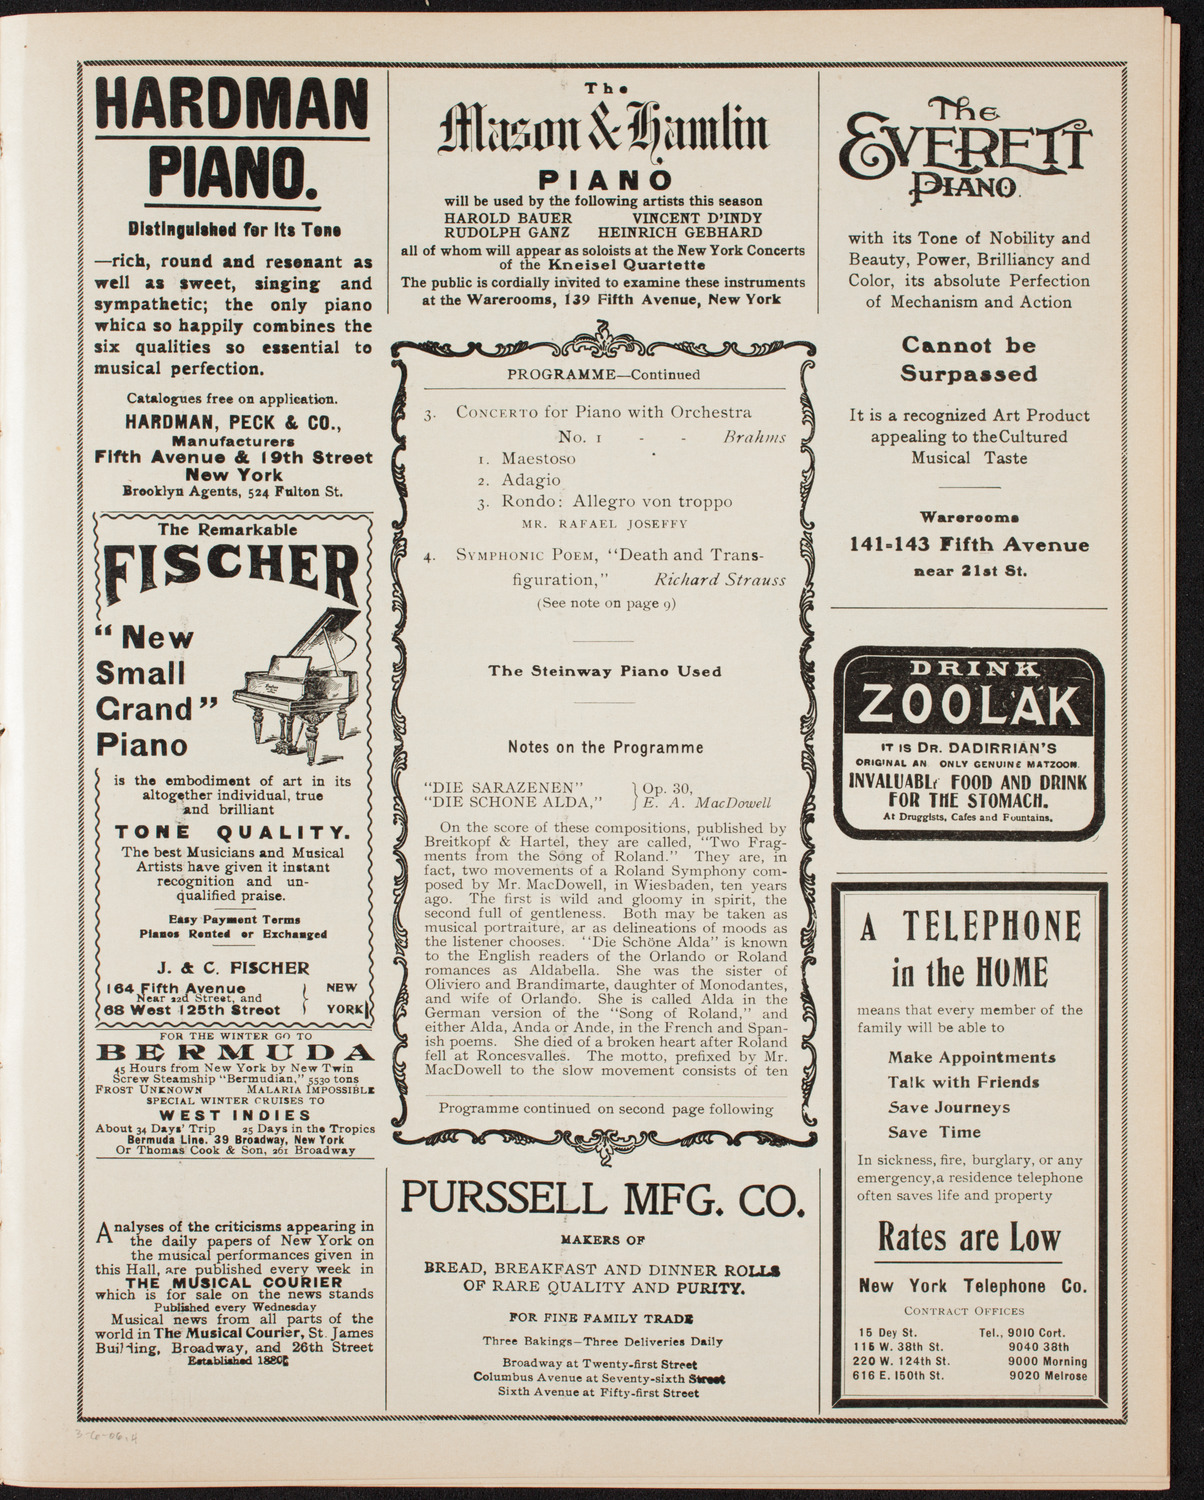 HARDMAN
PIANO.
Distinguished for its Tone
—rich, round and resenant as
well as sweet, singing and
sympathetic; the only piano
which so happily combines the
six qualities so essential to
musical perfection.
Catalogues free on application.
HARDMAN, PECK & CO.,
Manufacturers
Fifth Avenue & 19th Street
New York
Brooklyn Agents, 524 Fulton St.
The Remarkable
FISCHER
"New
Small
Grand"
Piano
is the embodiment of art in its
altogether individual, true
and brilliant
TONE QUALITY.
The best Musicians and Musical
Artists have given it instant
recognition and un-
qualified praise.
Easy Payment Terms
Pianos Rented or Exchanged
J. & C. FISCHER
164 Fifth Avenue
Near 22d Street, and
68 West 125th Street
NEW
YORK
FOR THE WINTER GO TO
BERMUDA
45 Hours from New York by New Twin
Screw Steamship "Bermudian," 5530 tons
FROST UNKNOWN MALARIA IMPOSSIBLE
SPECIAL WINTER CRUISES TO
WEST INDIES
About 34 Days' Trip 25 Days in the Tropics
Bermuda Line. 39 Broadway, New York
Or Thomas Cook & Son, 261 Broadway
Analyses of the criticisms appearing in
the daily papers of New York on
the musical performances given in
this Hall, are published every week in
THE MUSICAL COURIER
which is for sale on the news stands
Published every Wednesday
Musical news from all parts of the
world in The Musical Courier, St. James
Building, Broadway, and 26th Street
Established 1880
The
Mason & Hamlin
PIANO
will be used by the following artists this season
HAROLD BAUER VINCENT D'INDY
RUDOLPH GANZ HEINRICH GEBHARD
all of whom will appear as soloists at the New York Concerts
of the Kneisel Quartette
The public is cordially invited to examine these instruments
at the Warerooms, 139 Fifth Avenue, New York
PROGRAMME—Continued
3. CONCERTO for Piano with Orchestra
No. 1 - - Brahms
1. Maestoso
2. Adagio
3. Rondo: Allegro von troppo
MR. RAFAEL JOSEFFY
4. SYMPHONIC POEM, "Death and Trans-
figuration," Richard Strauss
(See note on page 9)
The Steinway Piano Used
Notes on the Programme
"DIE SARAZENEN" } Op. 30,
"DIE SCHONE ALDA," } E. A. MacDowell
On the score of these compositions, published by
Breitkopf & Hartel, they are called, "Two Frag-
ments from the Song of Roland." They are, in
fact, two movements of a Roland Symphony com-
posed by Mr. MacDowell, in Wiesbaden, ten years
ago. The first is wild and gloomy in spirit, the
second full of gentleness. Both may be taken as
musical portraiture, ar as delineations of moods as
the listener chooses. "Die Schöne Alda" is known
to the English readers of the Orlando or Roland
romances as Aldabella. She was the sister of
Oliviero and Brandimarte, daughter of Monodantes,
and wife of Orlando. She is called Alda in the
German version of the "Song of Roland," and
either Alda, Anda or Ande, in the French and Span-
ish poems. She died of a broken heart after Roland
fell at Roncesvalles. The motto, prefixed by Mr.
MacDowell to the slow movement consists of ten
Programme continued on second page following
PURSSELL MFG. CO.
MAKERS OF
BREAD, BREAKFAST AND DINNER ROLLS
OF RARE QUALITY AND PURITY.
FOR FINE FAMILY TRADE
Three Bakings—Three Deliveries Daily
Broadway at Twenty-first Street
Columbus Avenue at Seventy-sixth Street
Sixth Avenue at Fifty-first Street
The
EVERETT
PIANO
with its Tone of Nobility and
Beauty, Power, Brilliancy and
Color, its absolute Perfection
of Mechanism and Action
Cannot be
Surpassed
It is a recognized Art Product
appealing to the Cultured
Musical Taste
Warerooms
141-143 Fifth Avenue
near 21st St.
DRINK
ZOOLAK
IT IS DR. DADIRRIAN'S
ORIGINAL AN ONLY GENUINE MATZOON.
INVALUABLE FOOD AND DRINK
FOR THE STOMACH.
At Druggists, Cafes and Fountains.
A TELEPHONE
in the HOME
means that every member of the
family will be able to
Make Appointments
Talk with Friends
Save Journeys
Save Time
In sickness, fire, burglary, or any
emergency, a residence telephone
often saves life and property
Rates are Low
New York Telephone Co.
CONTRACT OFFICES
15 Dey St. Tel., 9010 Cort.
115 W. 38th St. 9040 38th
220 W. 124th St. 9000 Morning
616 E. 150th St. 9020 Melrose
3-6-06.4